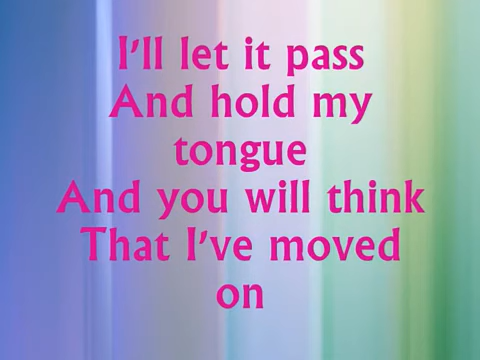 I'll let it pass
And hold my
tongue
And you will think
That I've moved
on